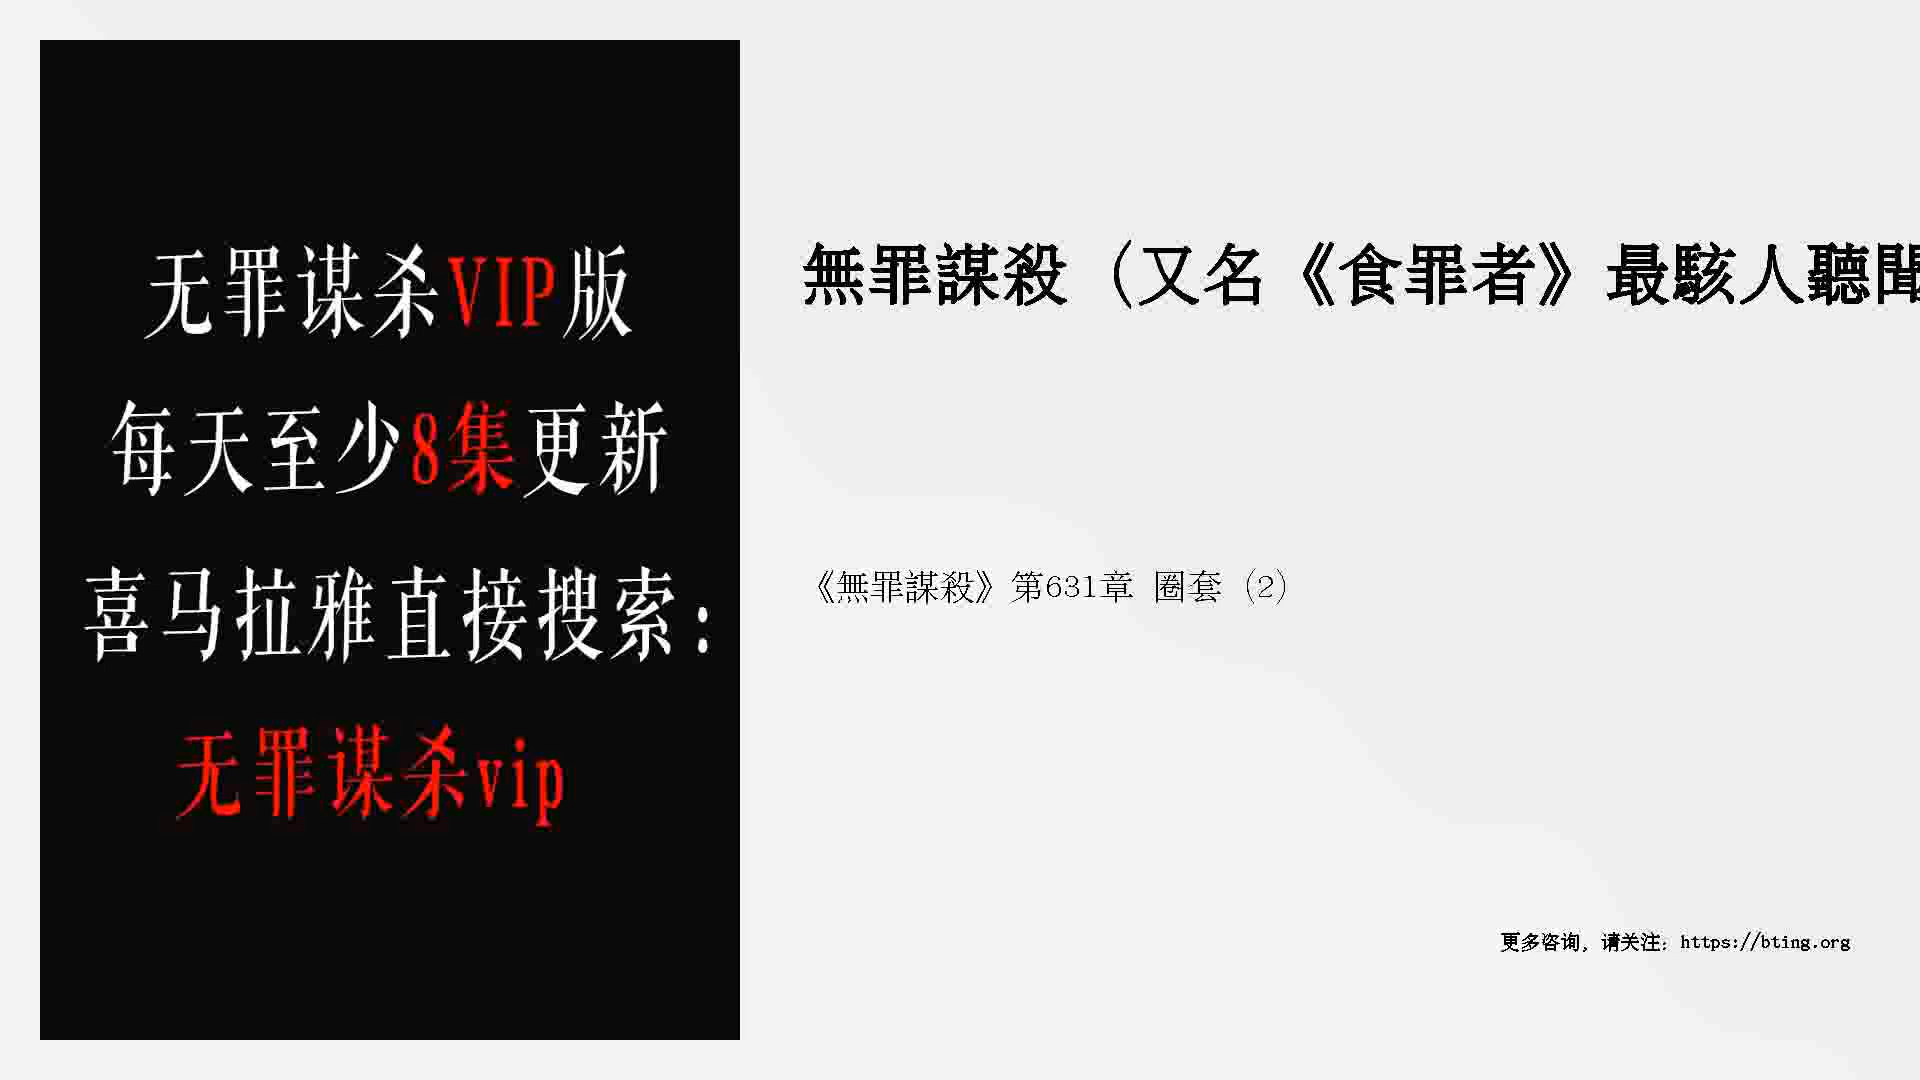 无罪谋杀VIP版
每天至少8集更新
喜马拉雅直接搜索:
无罪谋杀vip
無罪謀殺（又名《食罪者》最駭人聽聞
《無罪謀殺》第631章 圈套（2）
更多咨询, 请关注: https://bting.org